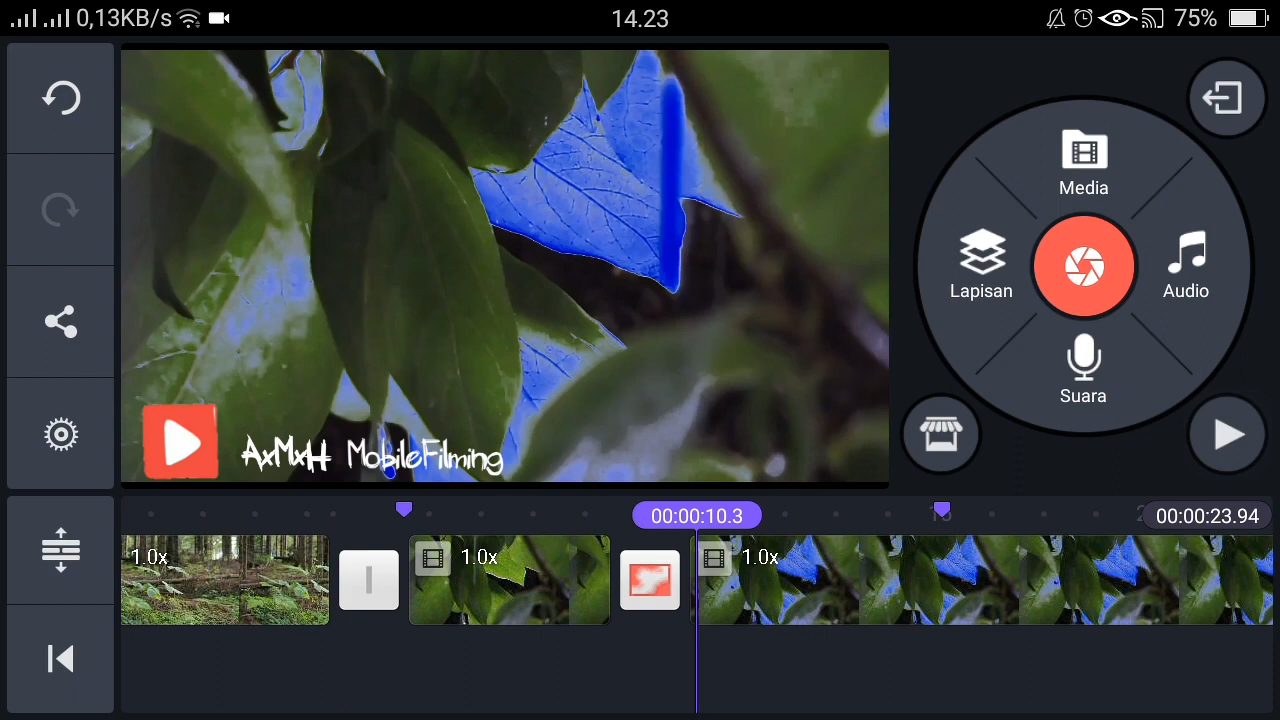 0,13KB/s 14.23 75%
Media
Lapisan Audio
Suara
AxMxH MobileFilming
00:00:10.3 15 00:00:23.94
1.0x 1.0x 1.0x